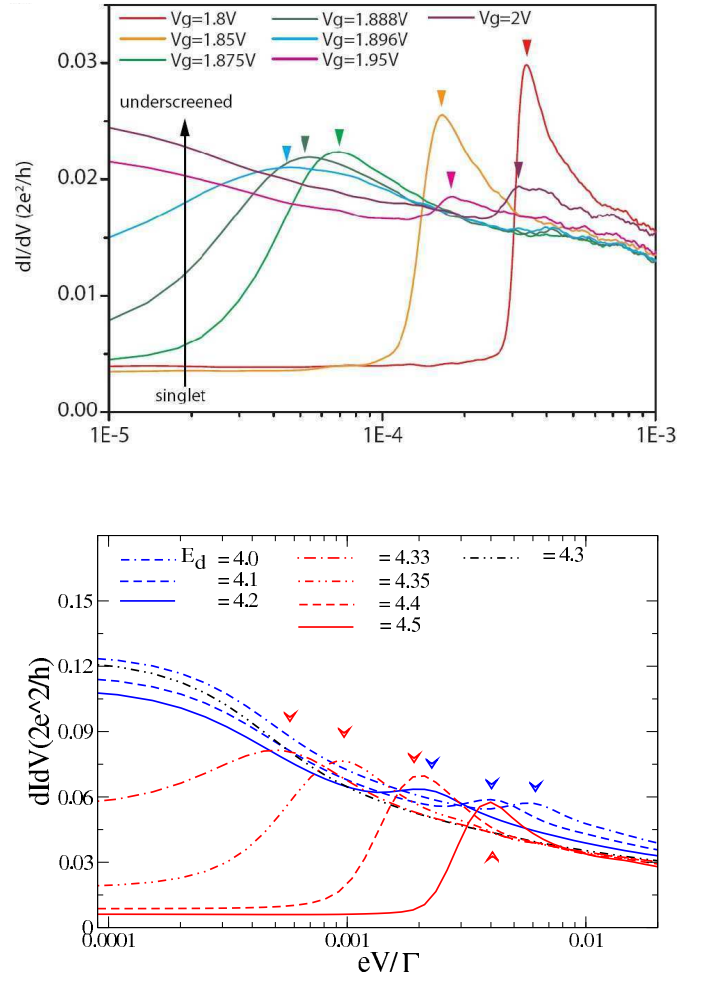 Vg=1.8V Vg=1.888V Vg=2V
Vg=1.85V Vg=1.896V
Vg=1.875V Vg=1.95V
0.03
underscreened
0.02
dI/dV (2e²/h)
0.01
singlet
0.00
1E-5 1E-4 1E-3
E_d = 4.0 = 4.33 = 4.3
= 4.1 = 4.35
= 4.2 = 4.4
= 4.5
0.15
0.12
0.09
dIdV(2e^2/h)
0.06
0.03
0
0.0001 0.001 0.01
eV/Γ